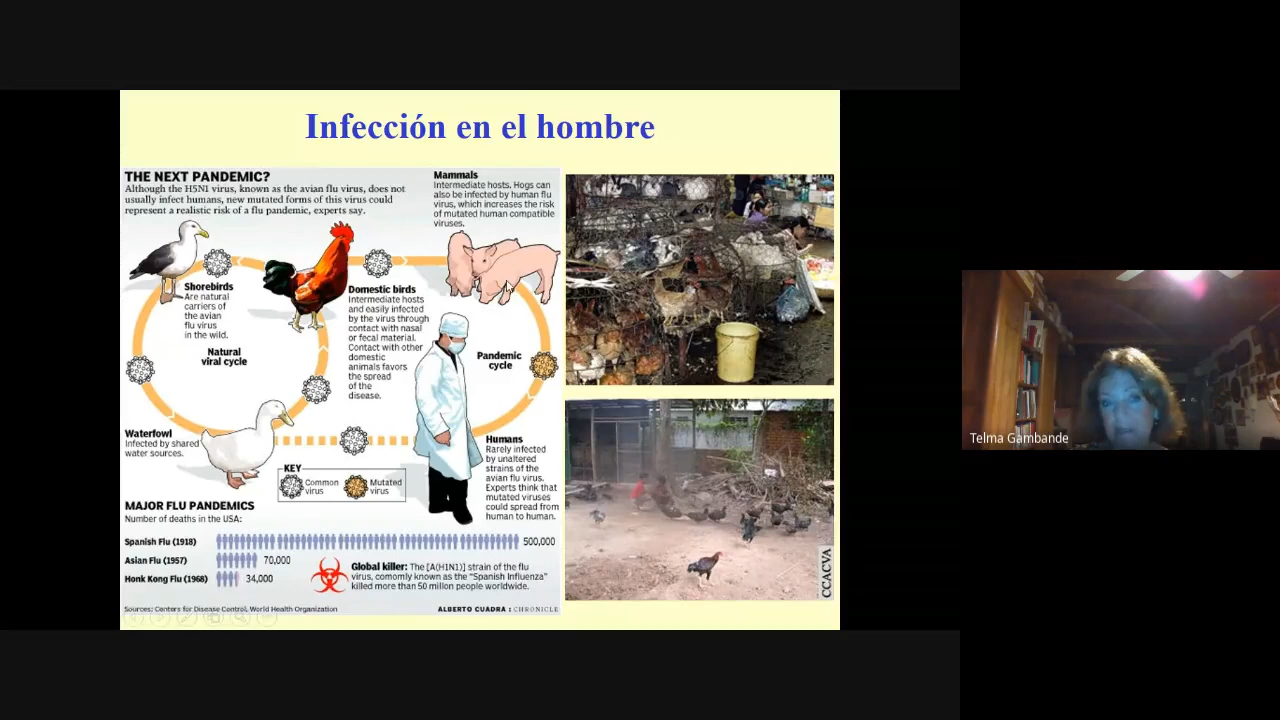 Infección en el hombre
THE NEXT PANDEMIC?
Although the H5N1 virus, known as the avian flu virus, does not
usually infect humans, new mutated forms of this virus could
represent a realistic risk of a flu pandemic, experts say.
Mammals
Intermediate hosts. Hogs can
also be infected by human flu
virus, which increases the risk
of mutated human compatible
viruses.
Shorebirds
Are natural
carriers of
the avian
flu virus
in the wild.
Natural
viral cycle
Domestic birds
Intermediate hosts
and easily infected
by the virus through
contact with nasal
or fecal material.
Contact with other
domestic
animals favors
the spread
of the
disease.
Pandemic
cycle
Waterfowl
Infected by shared
water sources.
Humans
Rarely infected
by unaltered
strains of the
avian flu virus.
Experts think that
mutated viruses
could spread from
human to human.
KEY
Common
virus
Mutated
virus
MAJOR FLU PANDEMICS
Number of deaths in the USA:
Spanish Flu (1918) 500,000
Asian Flu (1957) 70,000
Honk Kong Flu (1968) 34,000
Global killer: The [A(H1N1)] strain of the flu
virus, comomly known as the "Spanish Influenza"
killed more than 50 millon people worldwide.
Sources: Centers for Disease Control, World Health Organization
ALBERTO CUADRA : CHRONICLE
CCACVA
Telma Gambande